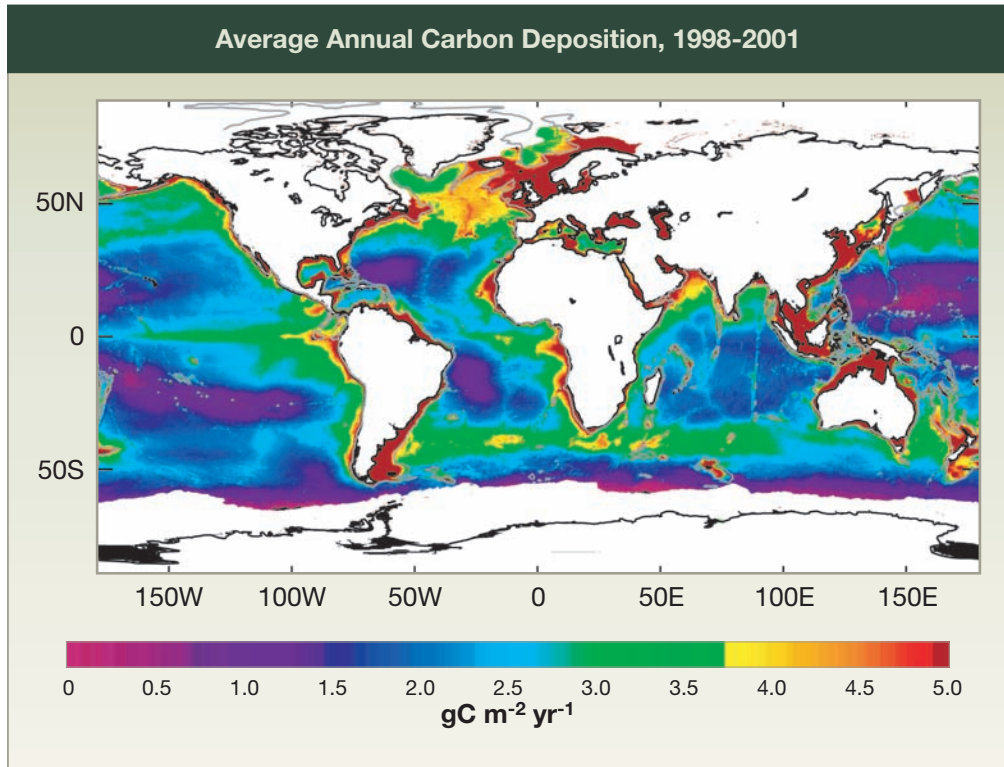 Average Annual Carbon Deposition, 1998-2001
50N
0
50S
150W 100W 50W 0 50E 100E 150E
0 0.5 1.0 1.5 2.0 2.5 3.0 3.5 4.0 4.5 5.0
gC m-2 yr-1